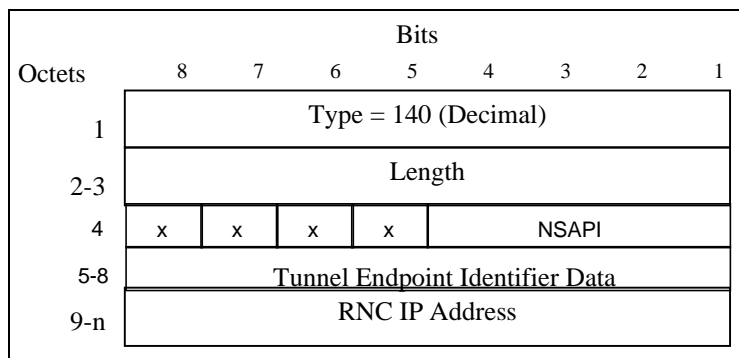 Bits
Octets 8 7 6 5 4 3 2 1
1 Type = 140 (Decimal)
2-3 Length
4 x x x x NSAPI
5-8 Tunnel Endpoint Identifier Data
9-n RNC IP Address